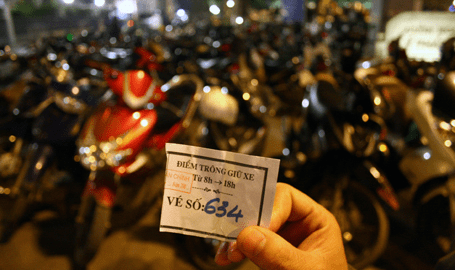 ĐIỂM TRÔNG GIỮ XE
Từ 8h → 18h
VÉ SỐ: 634